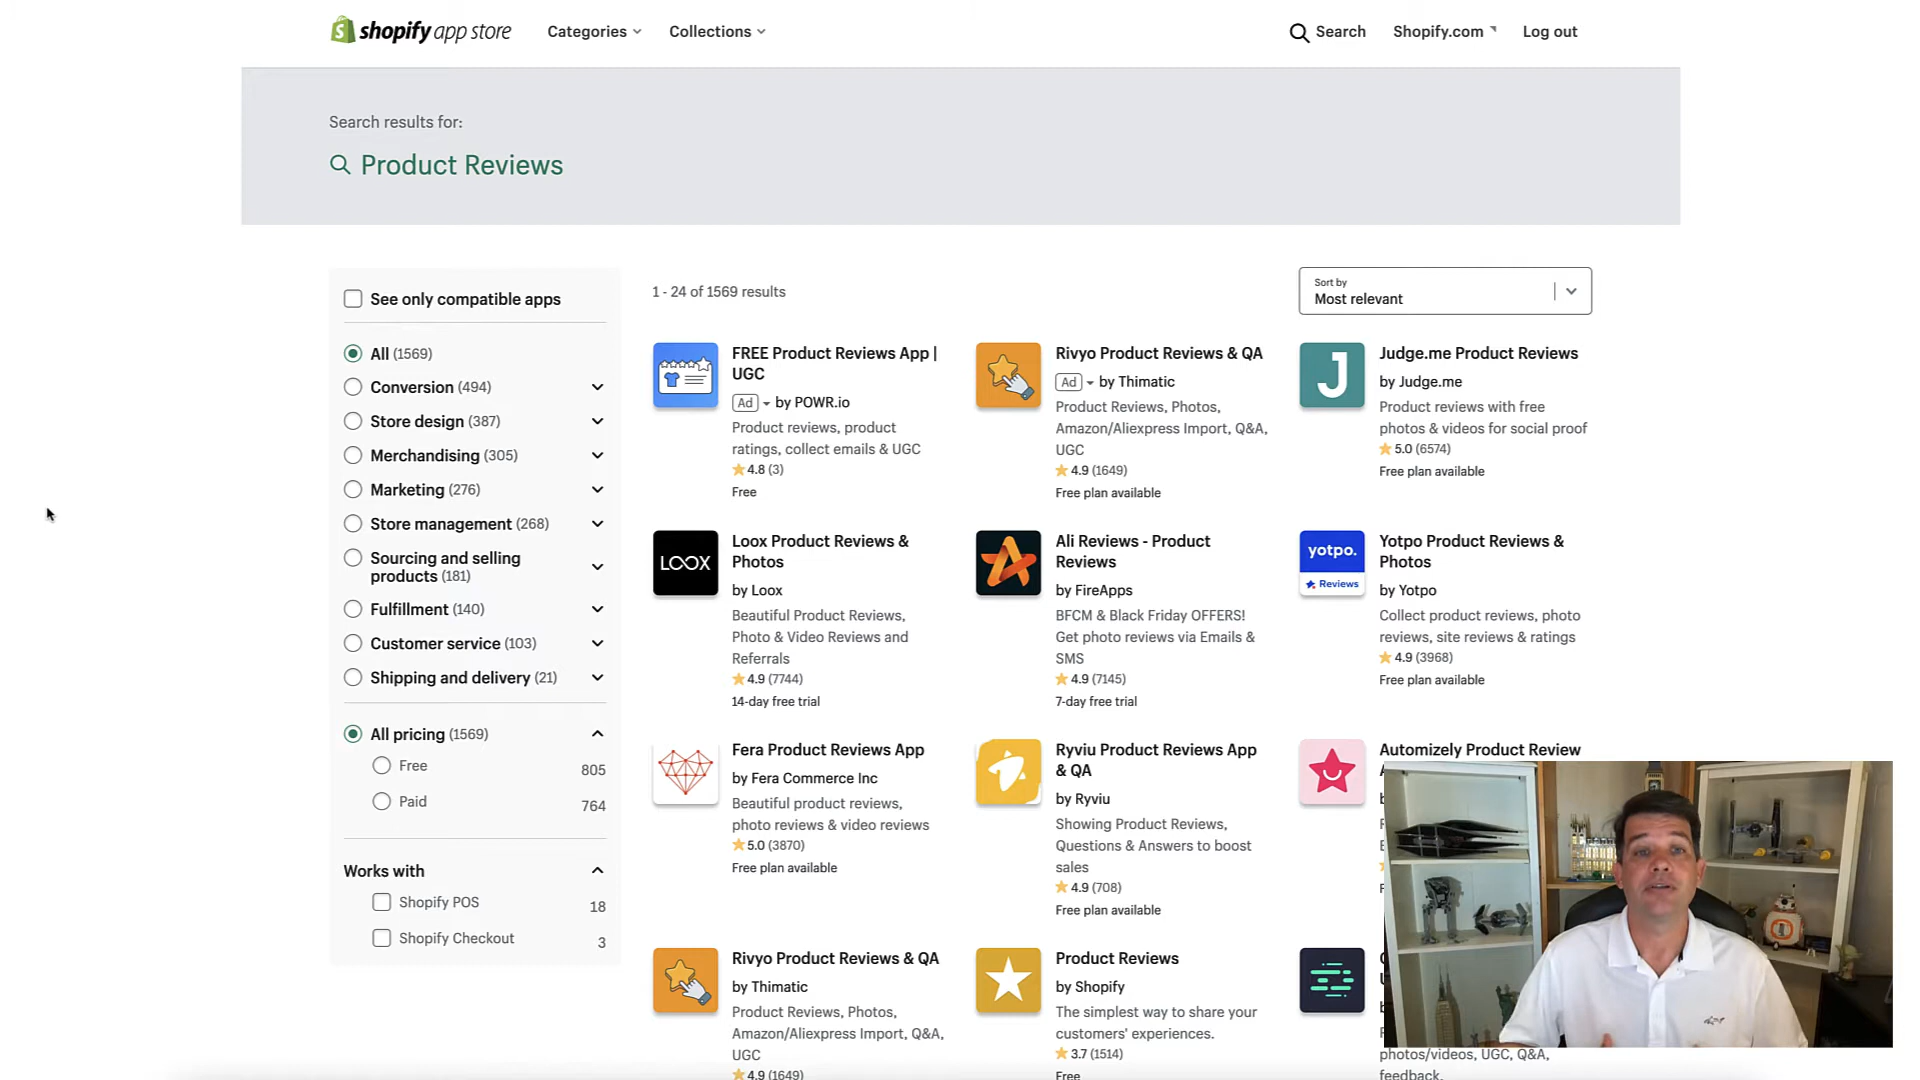 shopify app store
Categories
Collections
Search
Shopify.com
Log out
Search results for:
Product Reviews
See only compatible apps
All (1569)
Conversion (494)
Store design (387)
Merchandising (305)
Marketing (276)
Store management (268)
Sourcing and selling
products (181)
Fulfillment (140)
Customer service (103)
Shipping and delivery (21)
All pricing (1569)
Free 805
Paid 764
Works with
Shopify POS 18
Shopify Checkout 3
1 - 24 of 1569 results
Sort by
Most relevant
FREE Product Reviews App |
UGC
Ad by POWR.io
Product reviews, product
ratings, collect emails & UGC
4.8 (3)
Free
Rivyo Product Reviews & QA
Ad by Thimatic
Product Reviews, Photos,
Amazon/Aliexpress Import, Q&A,
UGC
4.9 (1649)
Free plan available
J
Judge.me Product Reviews
by Judge.me
Product reviews with free
photos & videos for social proof
5.0 (6574)
Free plan available
LOOX
Loox Product Reviews &
Photos
by Loox
Beautiful Product Reviews,
Photo & Video Reviews and
Referrals
4.9 (7744)
14-day free trial
Ali Reviews - Product
Reviews
by FireApps
BFCM & Black Friday OFFERS!
Get photo reviews via Emails &
SMS
4.9 (7145)
7-day free trial
yotpo.
Reviews
Yotpo Product Reviews &
Photos
by Yotpo
Collect product reviews, photo
reviews, site reviews & ratings
4.9 (3968)
Free plan available
Fera Product Reviews App
by Fera Commerce Inc
Beautiful product reviews,
photo reviews & video reviews
5.0 (3870)
Free plan available
Ryviu Product Reviews App
& QA
by Ryviu
Showing Product Reviews,
Questions & Answers to boost
sales
4.9 (708)
Free plan available
Automizely Product Review
Rivyo Product Reviews & QA
by Thimatic
Product Reviews, Photos,
Amazon/Aliexpress Import, Q&A,
UGC
4.9 (1649)
Product Reviews
by Shopify
The simplest way to share your
customers' experiences.
3.7 (1514)
Free
photos/videos, UGC, Q&A,
feedback.